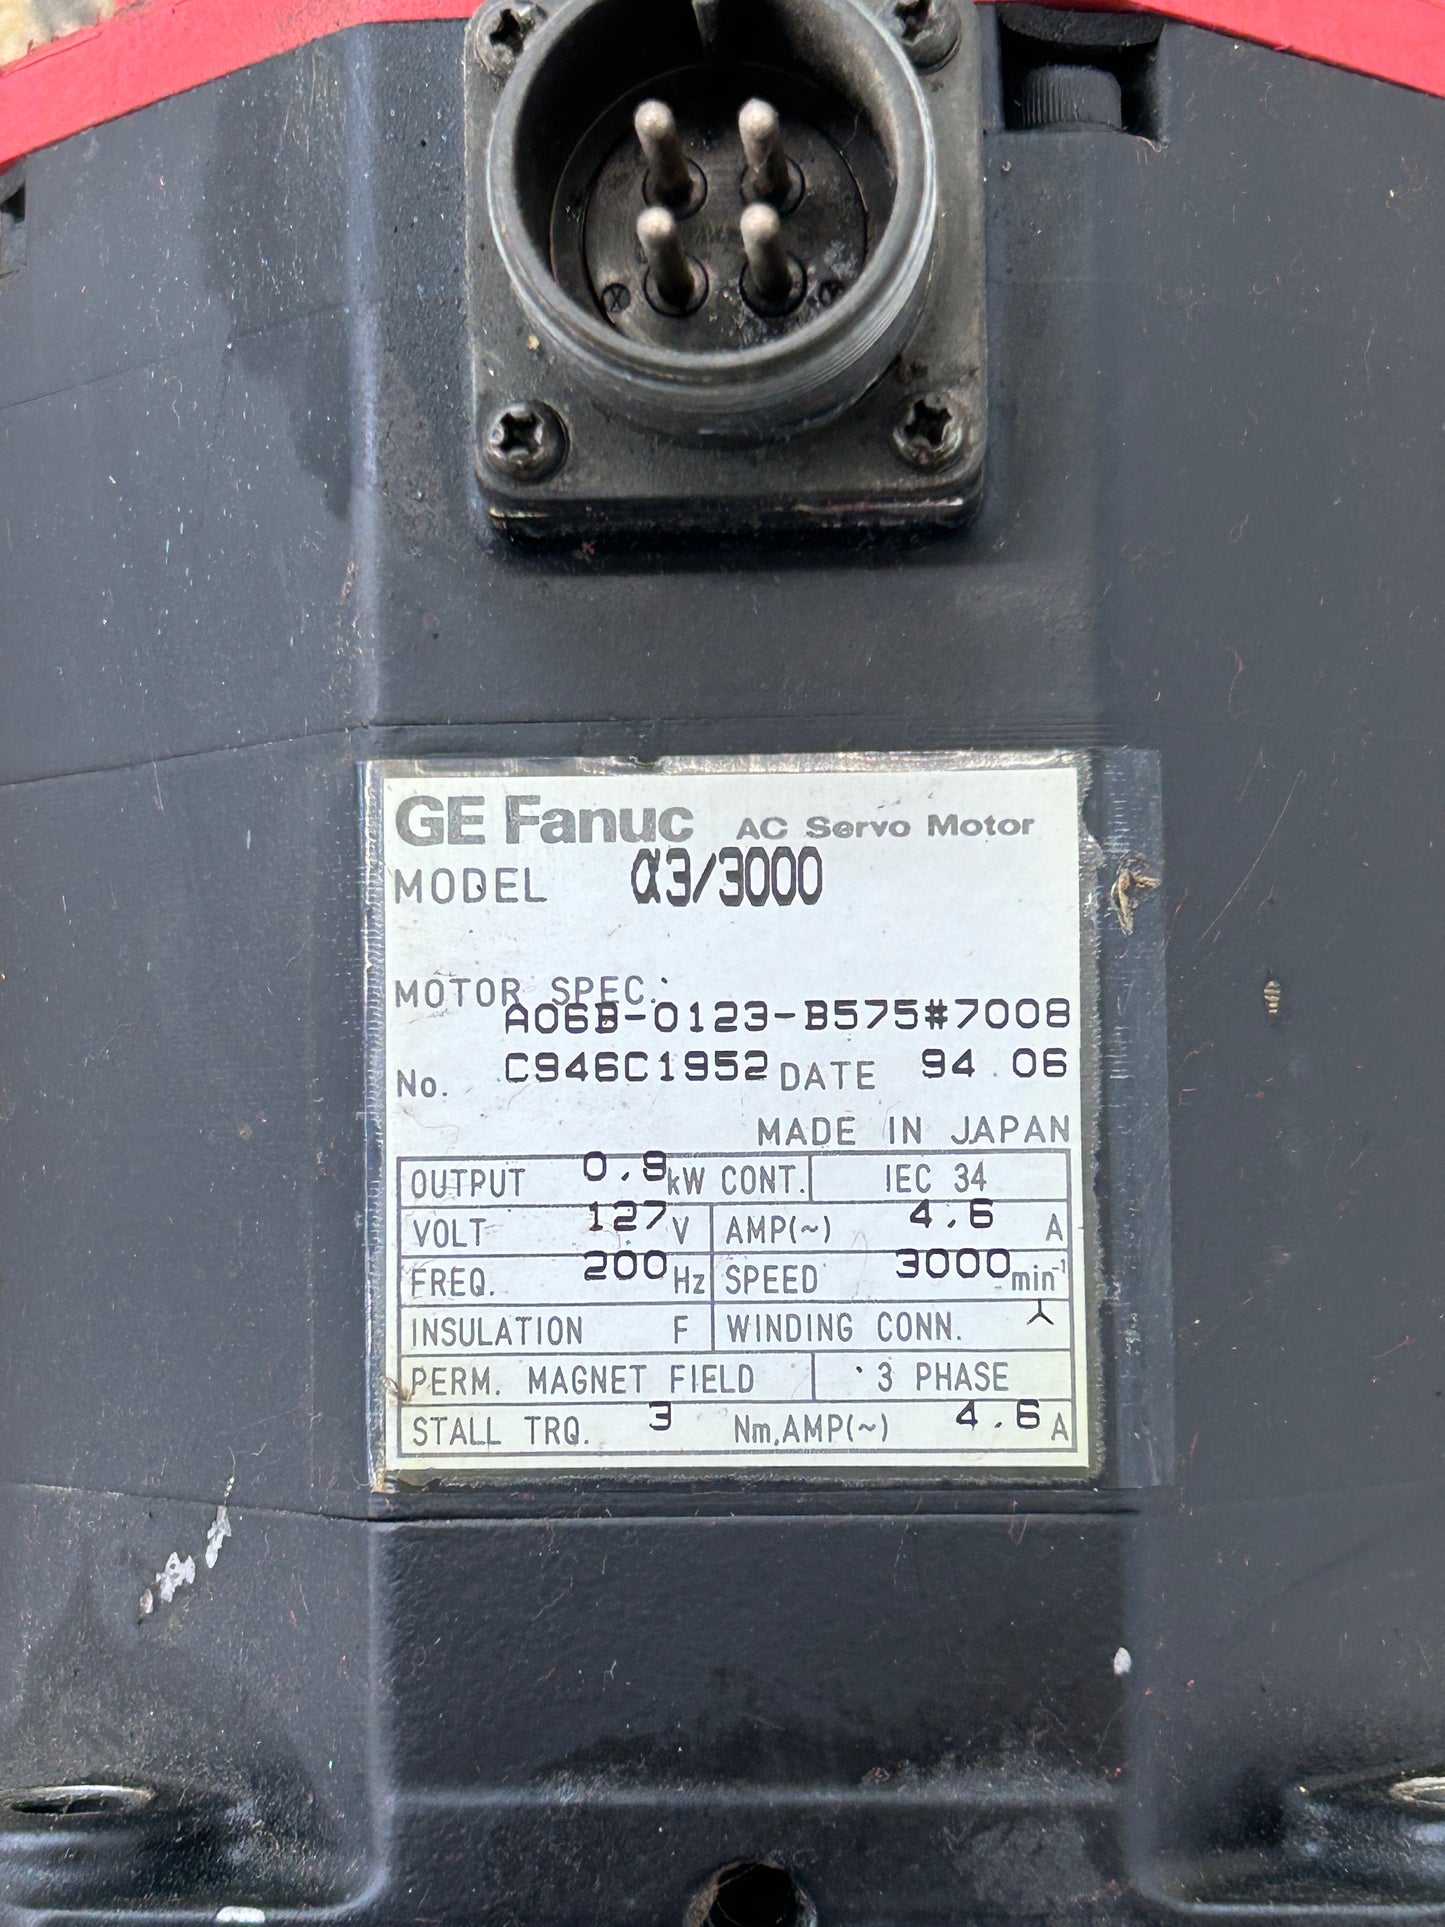 GE Fanuc AC Servo Motor
MODEL α3/3000
MOTOR SPEC.
A06B-0123-B575#7008
No. C946C1952 DATE 94.06
MADE IN JAPAN
OUTPUT 0.9 kW CONT. IEC 34
VOLT 127 V AMP(~) 4.6 A
FREQ. 200 Hz SPEED 3000 min⁻¹
INSULATION F WINDING CONN. ⅄
PERM. MAGNET FIELD 3 PHASE
STALL TRQ. 3 Nm,AMP(~) 4.6 A